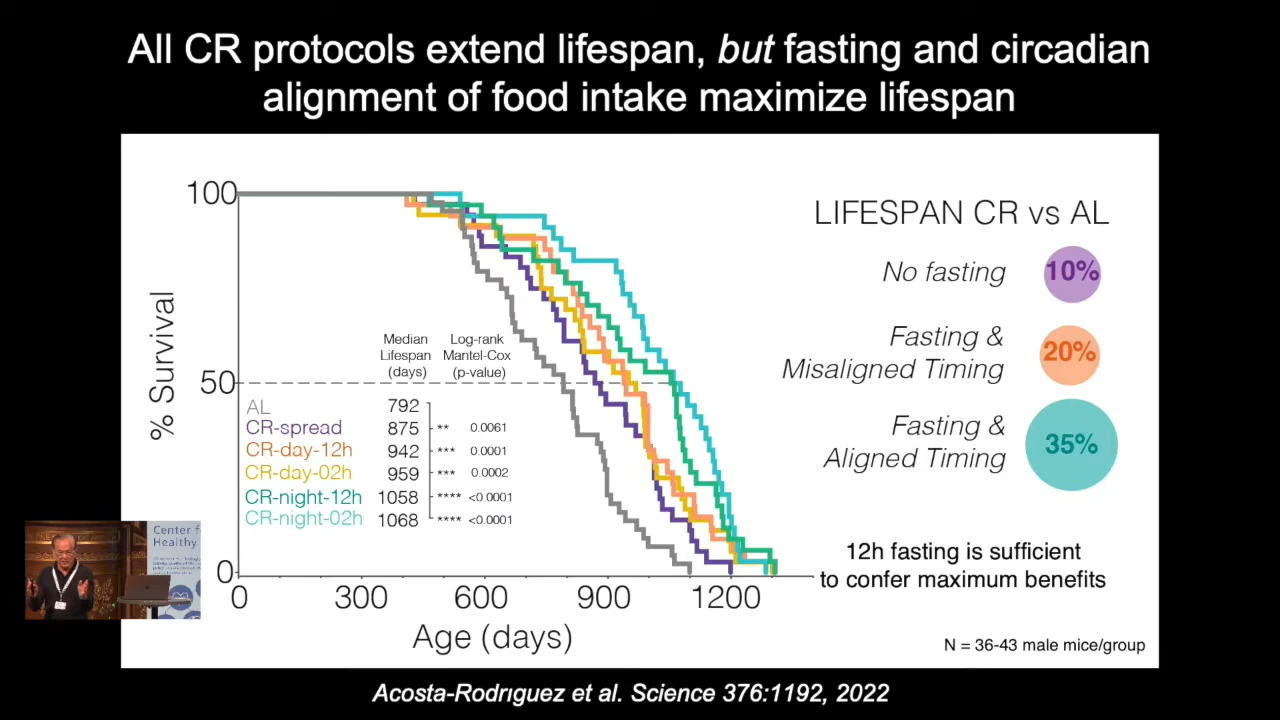 All CR protocols extend lifespan, but fasting and circadian
alignment of food intake maximize lifespan
% Survival
100
50
0
0 300 600 900 1200
Age (days)
Median Lifespan (days)
Log-rank Mantel-Cox (p-value)
AL 792
CR-spread 875 ** 0.0061
CR-day-12h 942 *** 0.0001
CR-day-02h 959 *** 0.0002
CR-night-12h 1058 **** <0.0001
CR-night-02h 1068 **** <0.0001
LIFESPAN CR vs AL
No fasting 10%
Fasting &
Misaligned Timing 20%
Fasting &
Aligned Timing 35%
12h fasting is sufficient
to confer maximum benefits
N = 36-43 male mice/group
Center f
Healthy
Acosta-Rodrıguez et al. Science 376:1192, 2022